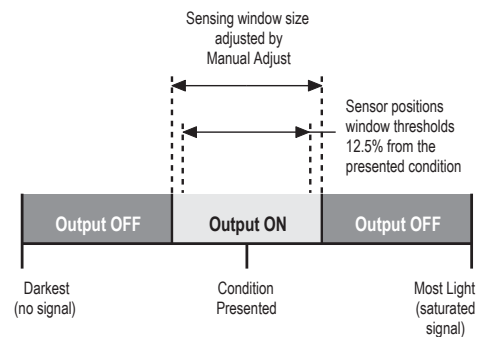 Sensing window size
adjusted by
Manual Adjust
Sensor positions
window thresholds
12.5% from the
presented condition
Output OFF
Output ON
Output OFF
Darkest
(no signal)
Condition
Presented
Most Light
(saturated
signal)